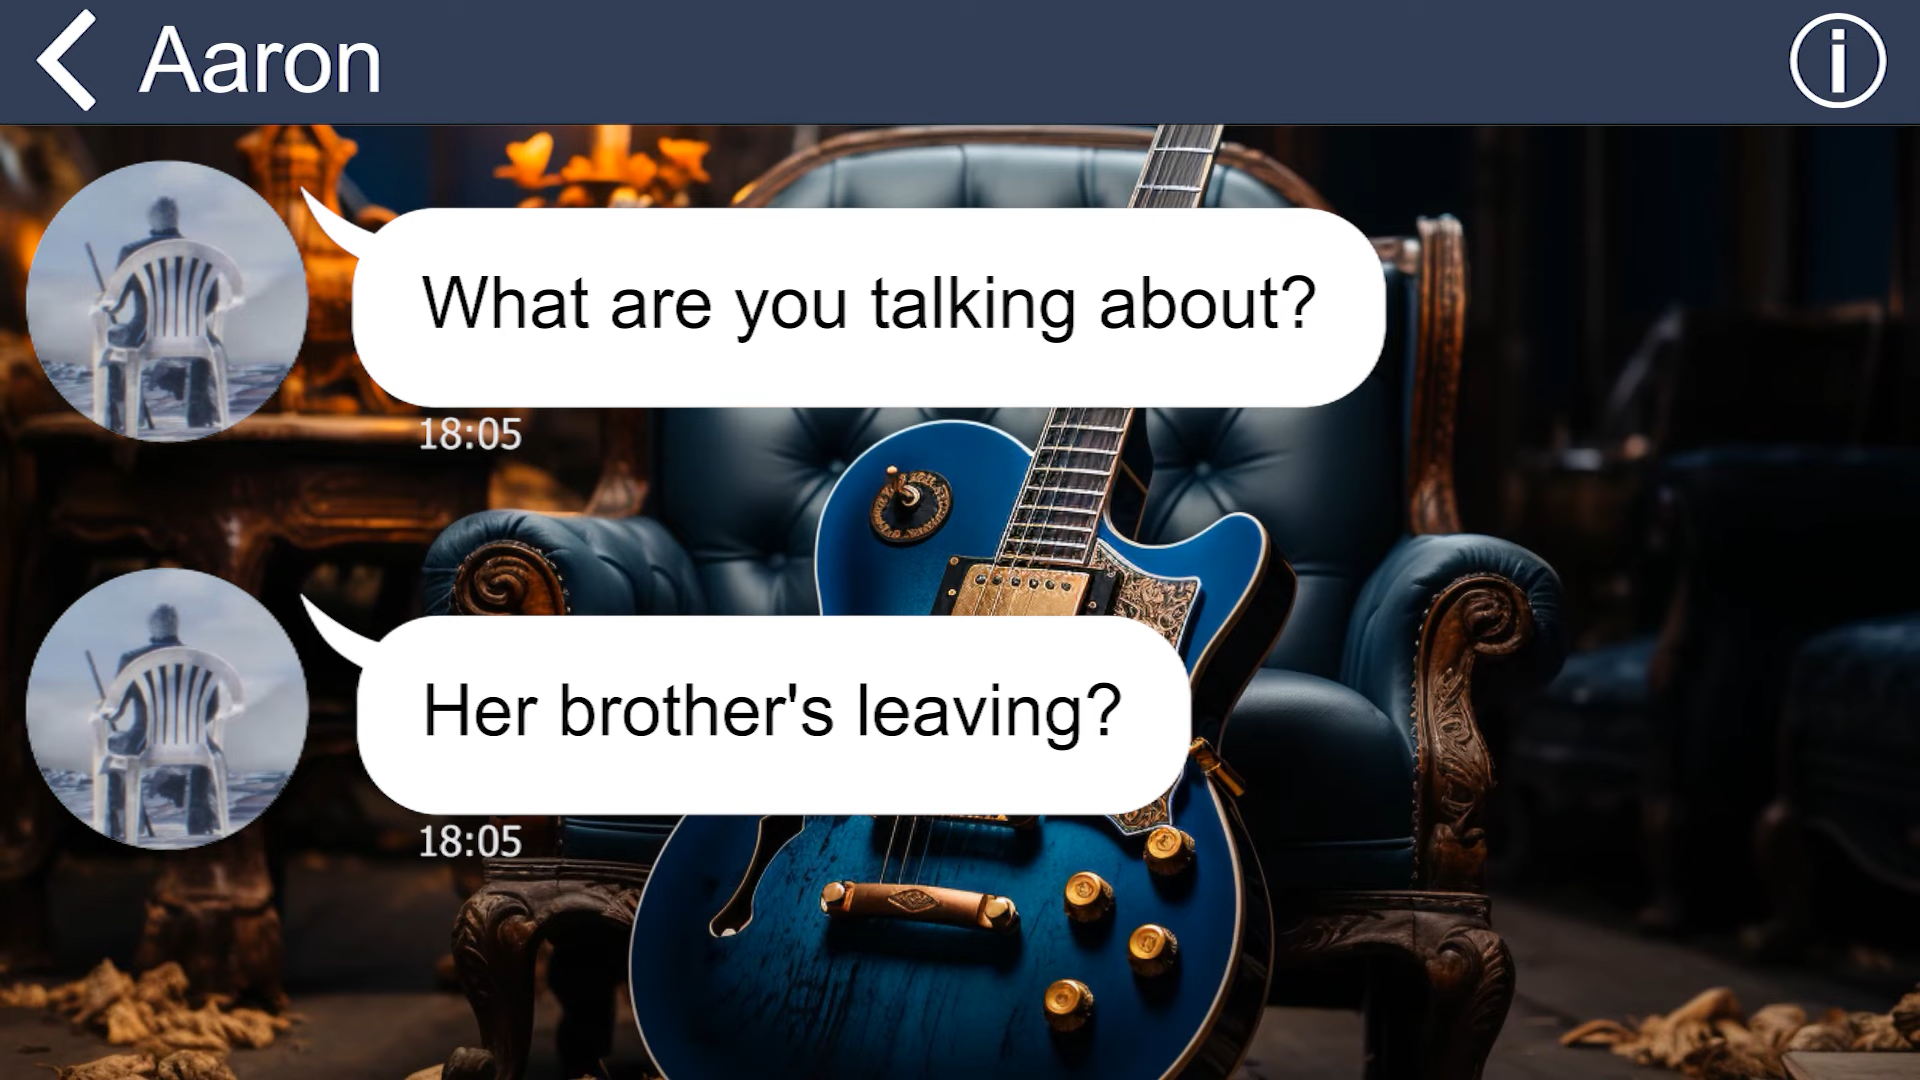 Aaron
What are you talking about?
18:05
Her brother's leaving?
18:05